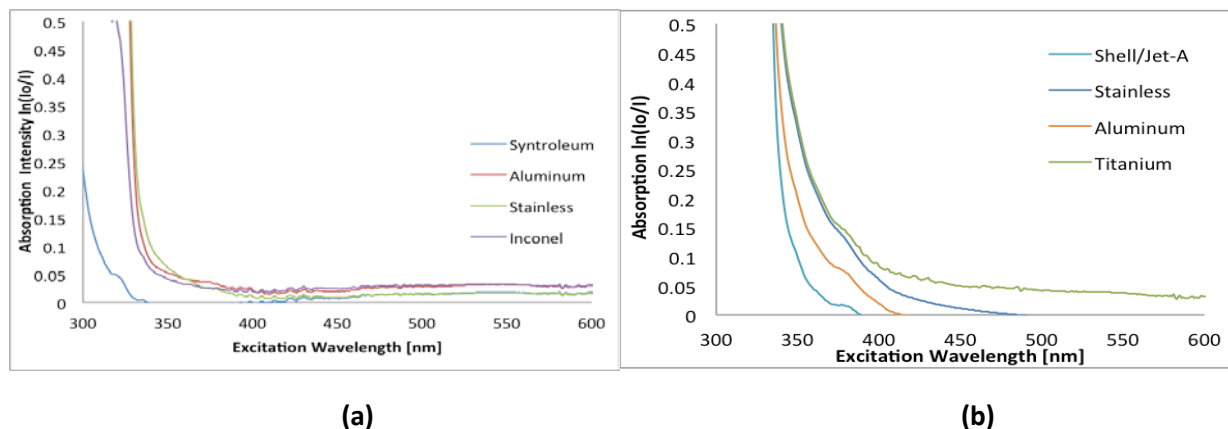 0.5
0.45
0.4
0.35
0.3
0.25
0.2
0.15
0.1
0.05
0
Absorption Intensity ln(Io/I)
Syntroleum
Aluminum
Stainless
Inconel
300 350 400 450 500 550 600
Excitation Wavelength [nm]
(a)
0.5
0.45
0.4
0.35
0.3
0.25
0.2
0.15
0.1
0.05
0
Absorption ln(Io/I)
Shell/Jet-A
Stainless
Aluminum
Titanium
300 350 400 450 500 550 600
Excitation Wavelength [nm]
(b)